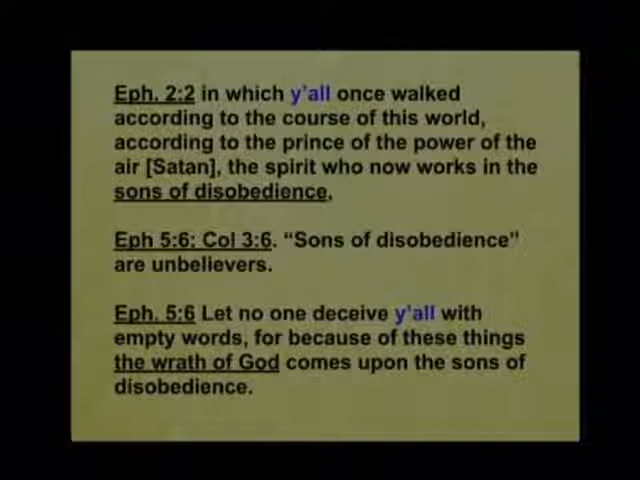 Eph. 2:2 in which y'all once walked
according to the course of this world,
according to the prince of the power of the
air [Satan], the spirit who now works in the
sons of disobedience,
Eph 5:6; Col 3:6. “Sons of disobedience”
are unbelievers.
Eph. 5:6 Let no one deceive y'all with
empty words, for because of these things
the wrath of God comes upon the sons of
disobedience.